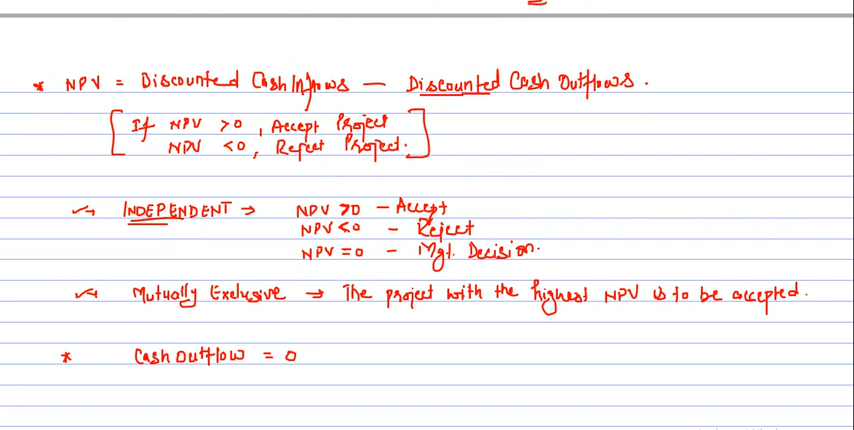 * NPV = Discounted Cash Inflows — Discounted Cash Outflows.
[ If NPV >0, Accept Project
NPV <0, Reject Project. ]
INDEPENDENT → NPV >0 - Accept
NPV <0 - Reject
NPV =0 - Mgt. Decision.
Mutually Exclusive → The project with the highest NPV is to be accepted.
* Cash Outflow = 0